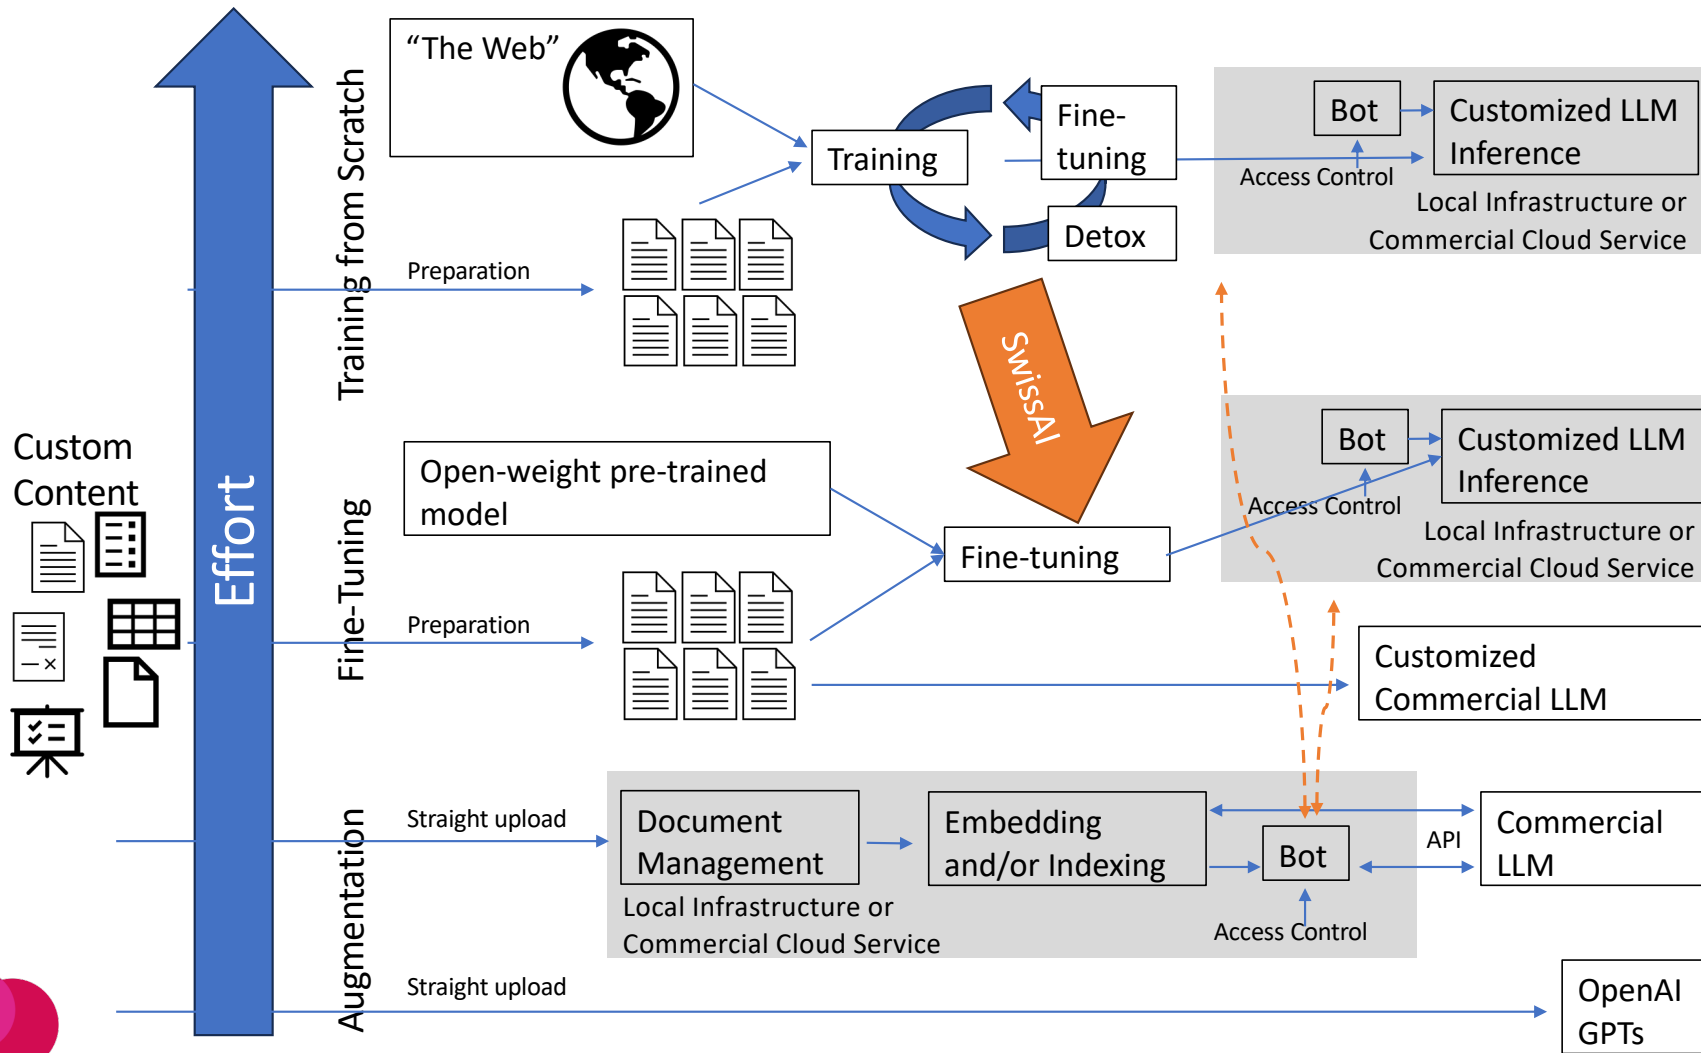 “The Web”
Training from Scratch
Training
Fine-
tuning
Detox
Preparation
Bot
Customized LLM
Inference
Access Control
Local Infrastructure or
Commercial Cloud Service
SwissAI
Custom
Content
Effort
Fine-Tuning
Open-weight pre-trained
model
Fine-tuning
Preparation
Bot
Customized LLM
Inference
Access Control
Local Infrastructure or
Commercial Cloud Service
Customized
Commercial LLM
Augmentation
Straight upload
Document
Management
Embedding
and/or Indexing
Bot
API
Commercial
LLM
Local Infrastructure or
Commercial Cloud Service
Access Control
Straight upload
OpenAI
GPTs